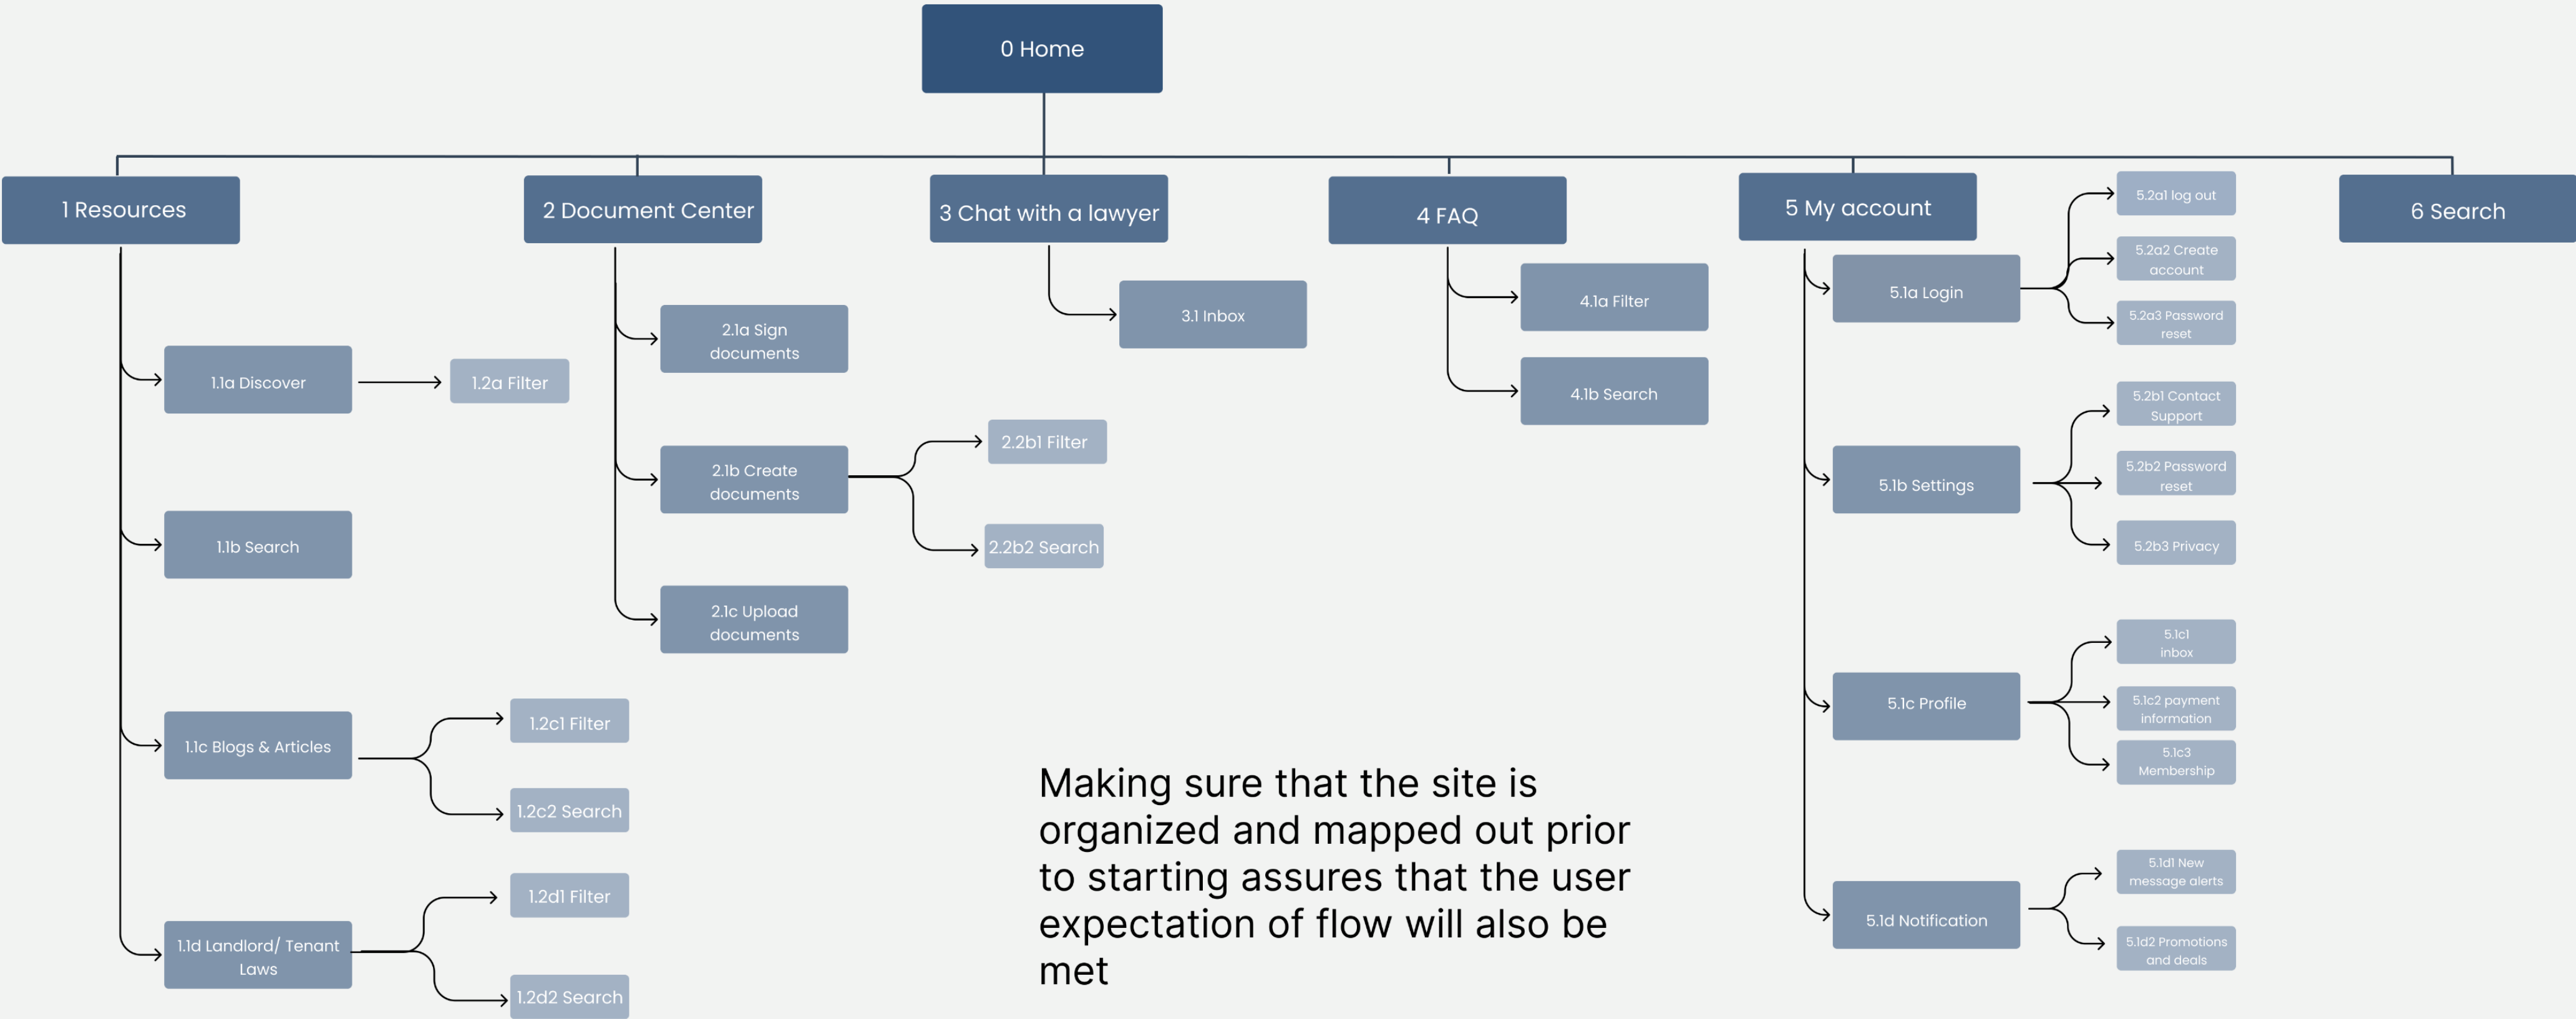 0 Home
1 Resources
2 Document Center
3 Chat with a lawyer
4 FAQ
5 My account
6 Search
1.1a Discover
1.2a Filter
1.1b Search
1.1c Blogs & Articles
1.2c1 Filter
1.2c2 Search
1.1d Landlord/ Tenant
Laws
1.2d1 Filter
1.2d2 Search
2.1a Sign
documents
2.1b Create
documents
2.2b1 Filter
2.2b2 Search
2.1c Upload
documents
3.1 Inbox
4.1a Filter
4.1b Search
5.1a Login
5.2a1 log out
5.2a2 Create
account
5.2a3 Password
reset
5.1b Settings
5.2b1 Contact
Support
5.2b2 Password
reset
5.2b3 Privacy
5.1c Profile
5.1c1
inbox
5.1c2 payment
information
5.1c3
Membership
5.1d Notification
5.1d1 New
message alerts
5.1d2 Promotions
and deals
Making sure that the site is
organized and mapped out prior
to starting assures that the user
expectation of flow will also be
met